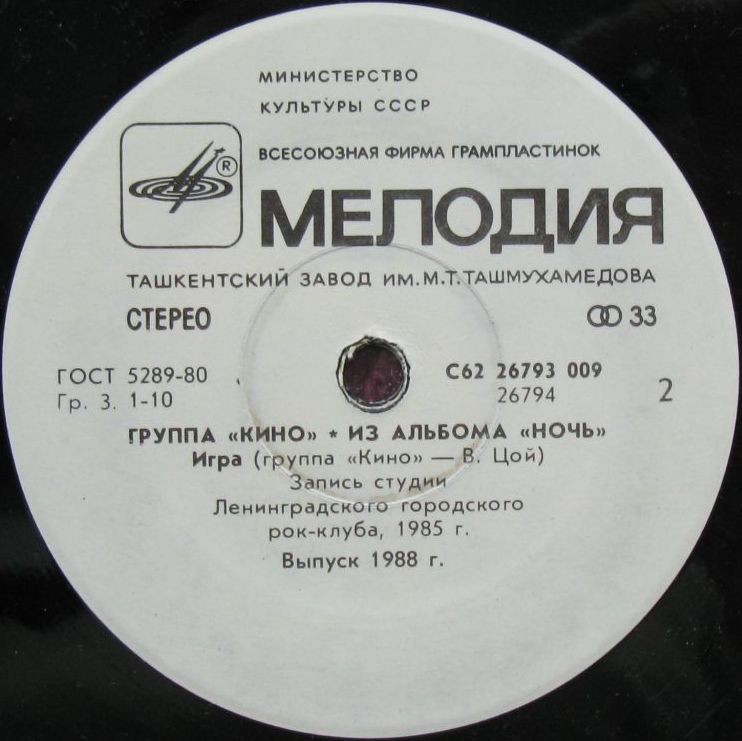 МИНИСТЕРСТВО
КУЛЬТУРЫ СССР
ВСЕСОЮЗНАЯ ФИРМА ГРАМПЛАСТИНОК
®
МЕЛОДИЯ
ТАШКЕНТСКИЙ ЗАВОД ИМ. М.Т.ТАШМУХАМЕДОВА
СТЕРЕО 33
ГОСТ 5289-80 С62 26793 009
Гр. 3. 1-10 26794 2
ГРУППА «КИНО» * ИЗ АЛЬБОМА «НОЧЬ»
Игра (группа «Кино» — В. Цой)
Запись студии
Ленинградского городского
рок-клуба, 1985 г.
Выпуск 1988 г.